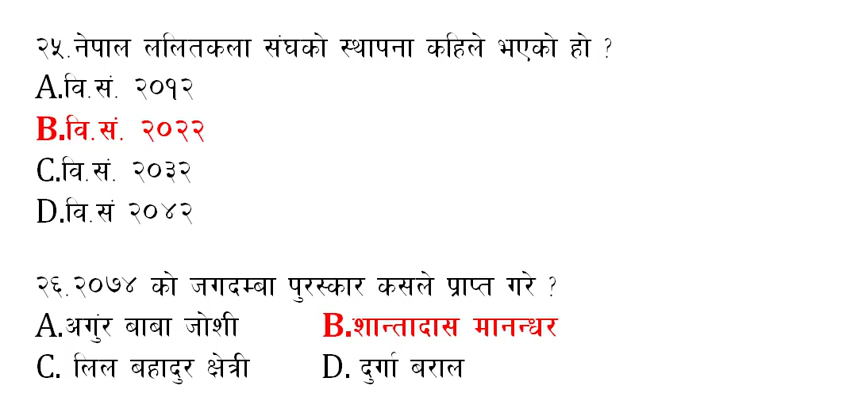 २५.नेपाल ललितकला संघको स्थापना कहिले भएको हो ?
A.वि.सं. २०१२
B.वि.सं. २०२२
C.वि.सं. २०३२
D.वि.सं २०४२
२६.२०७४ को जगदम्बा पुरस्कार कसले प्राप्त गरे ?
A.अगुंर बाबा जोशी B.शान्तादास मानन्धर
C. लिल बहादुर क्षेत्री D. दुर्गा बराल